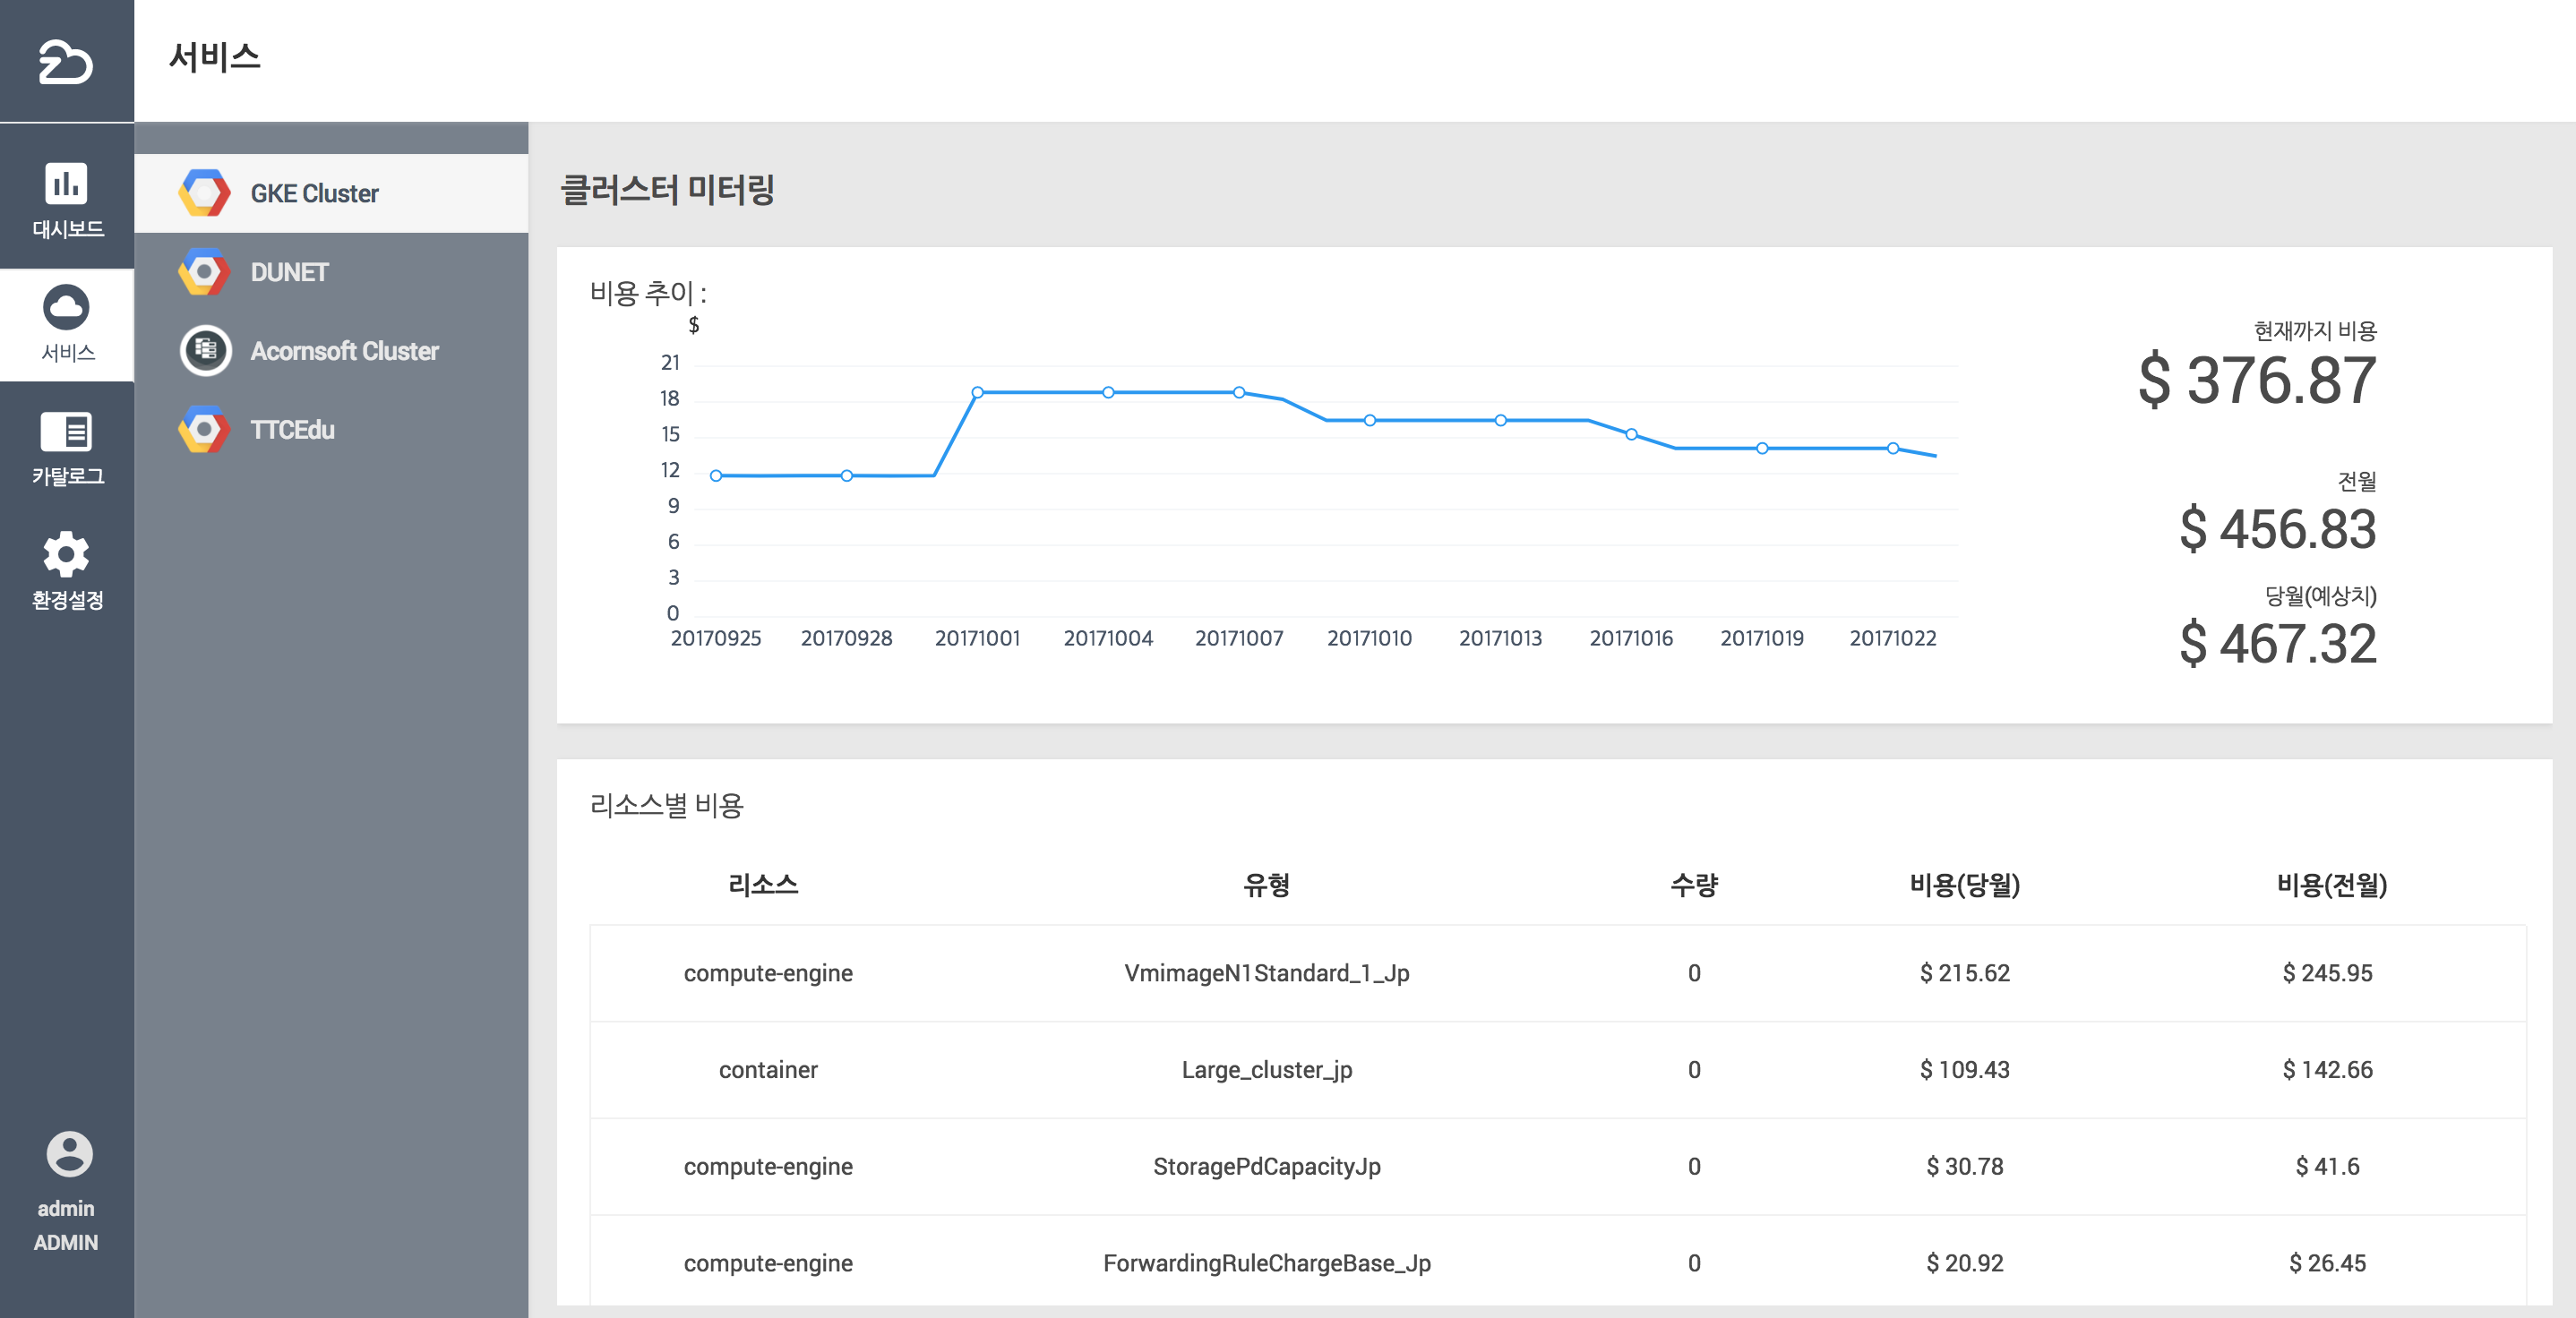 서비스
대시보드
서비스
카탈로그
환경설정
admin
ADMIN
GKE Cluster
DUNET
Acornsoft Cluster
TTCEdu
클러스터 미터링
비용 추이 :
$
21
18
15
12
9
6
3
0
20170925 20170928 20171001 20171004 20171007 20171010 20171013 20171016 20171019 20171022
현재까지 비용
$ 376.87
전월
$ 456.83
당월(예상치)
$ 467.32
리소스별 비용
리소스 유형 수량 비용(당월) 비용(전월)
compute-engine VmimageN1Standard_1_Jp 0 $ 215.62 $ 245.95
container Large_cluster_jp 0 $ 109.43 $ 142.66
compute-engine StoragePdCapacityJp 0 $ 30.78 $ 41.6
compute-engine ForwardingRuleChargeBase_Jp 0 $ 20.92 $ 26.45